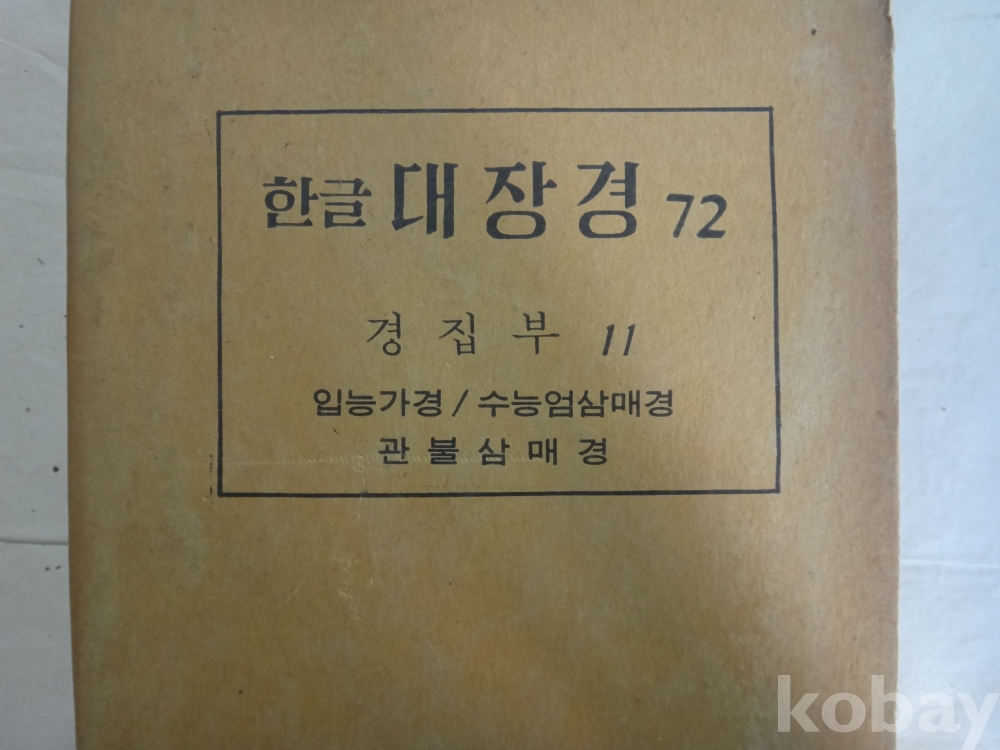 한글 대장경 72
경집부 11
입능가경 / 수능엄삼매경
관불삼매경
kobay